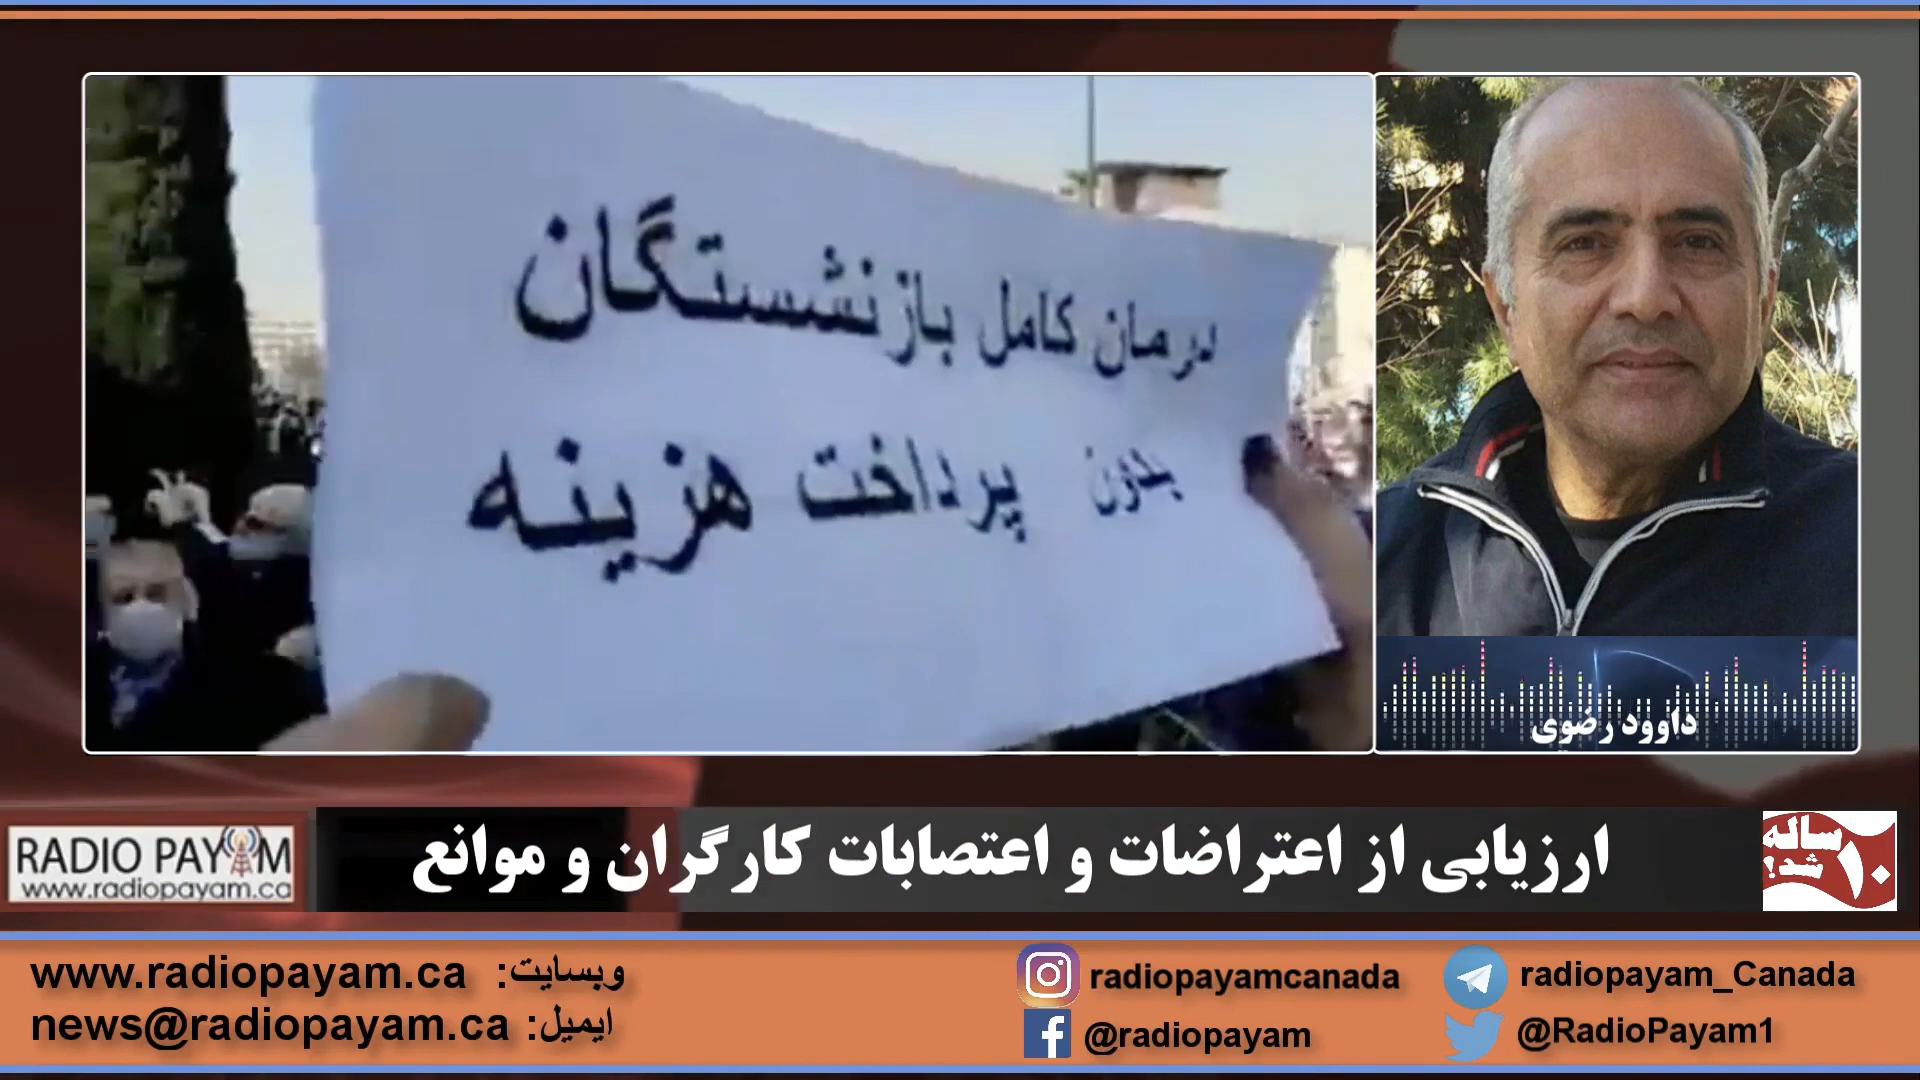 درمان کامل بازنشستگان
بدون پرداخت هزینه
داوود رضوی
RADIO PAYAM
www.radiopayam.ca
ارزیابی از اعتراضات و اعتصابات کارگران و موانع
۱۰ ساله شد!
وبسایت: www.radiopayam.ca
ایمیل: news@radiopayam.ca
radiopayamcanada
@radiopayam
radiopayam_Canada
@RadioPayam1